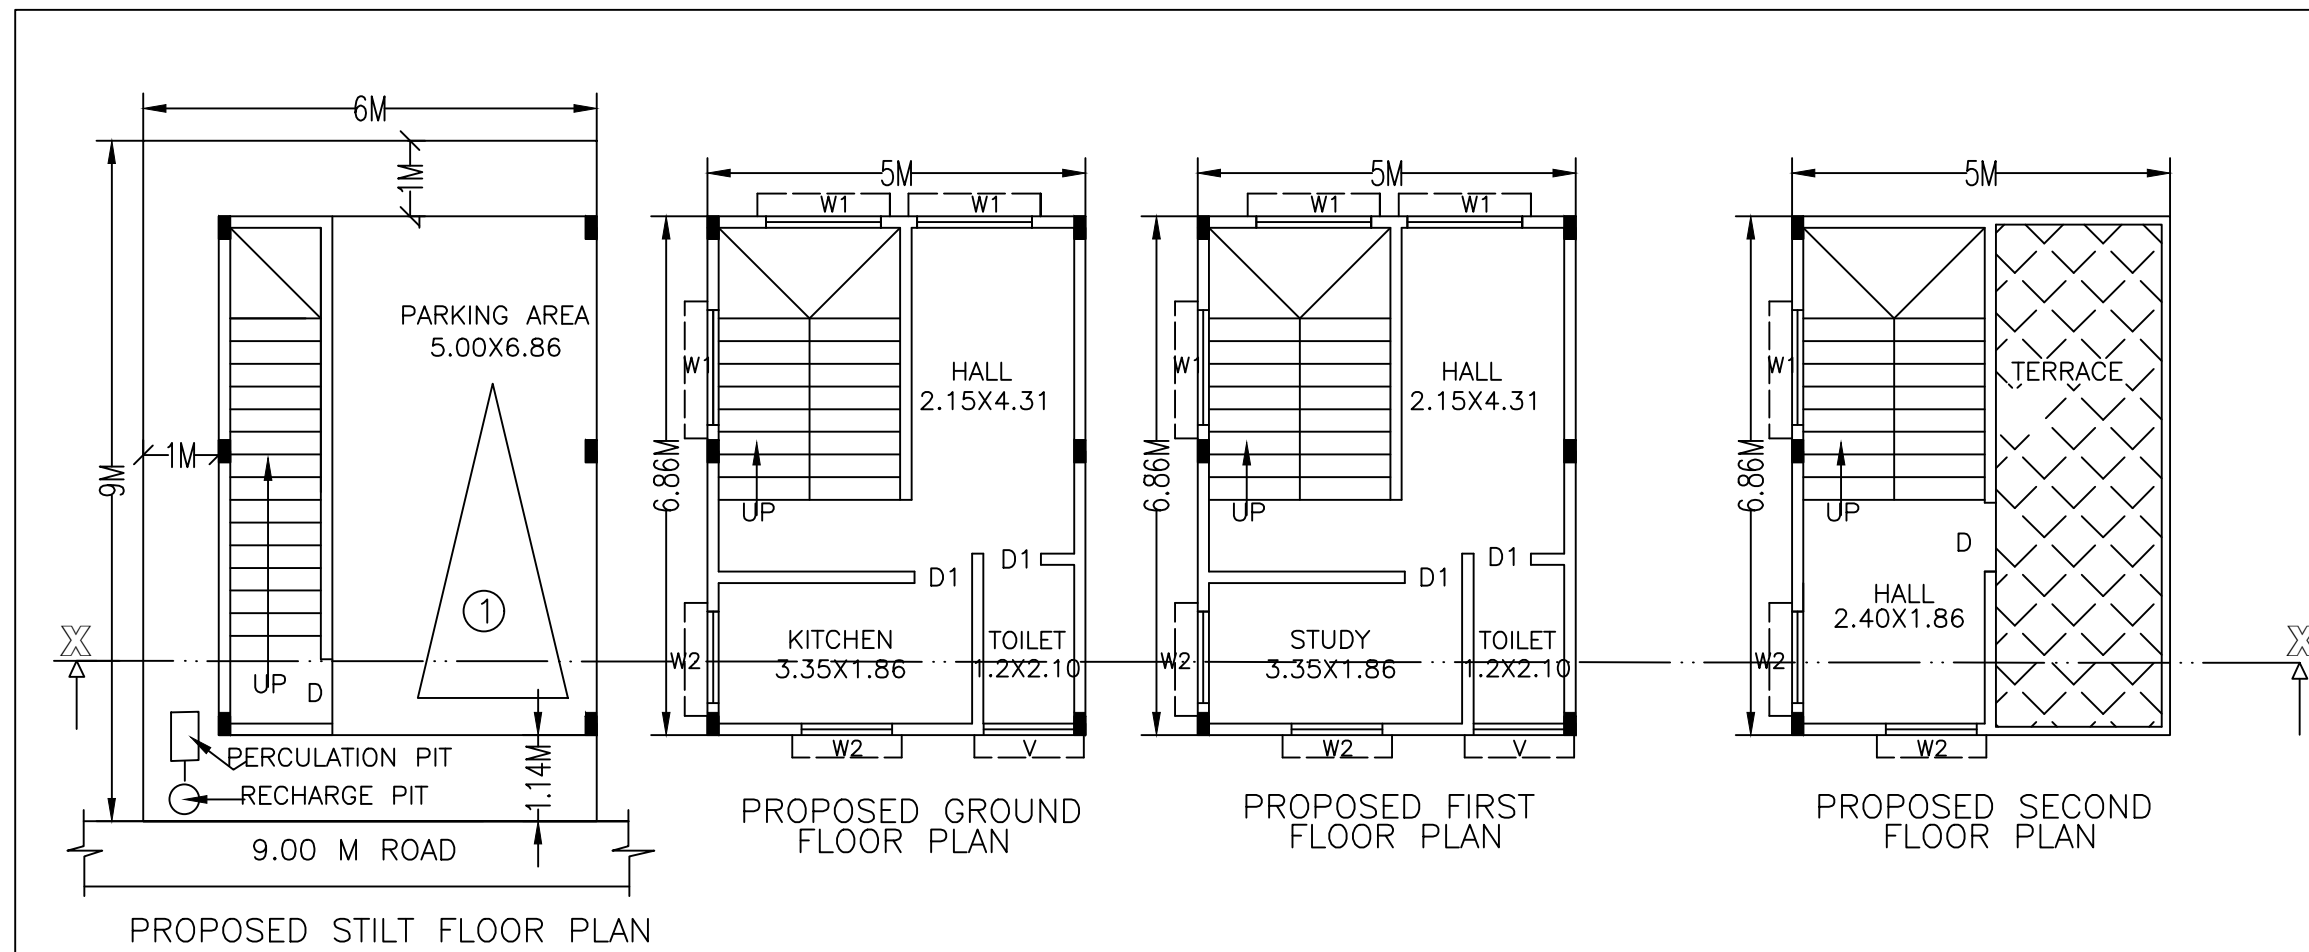 6M
1M
9M
1M
PARKING AREA
5.00X6.86
1
UP
D
X
PERCULATION PIT
RECHARGE PIT
1.14M
9.00 M ROAD
PROPOSED STILT FLOOR PLAN
5M
W1
W1
W1
6.86M
HALL
2.15X4.31
UP
D1
D1
KITCHEN
3.35X1.86
TOILET
1.2X2.10
W2
W2
V
PROPOSED GROUND
FLOOR PLAN
5M
W1
W1
W1
6.86M
HALL
2.15X4.31
UP
D1
D1
STUDY
3.35X1.86
TOILET
1.2X2.10
W2
W2
V
PROPOSED FIRST
FLOOR PLAN
5M
W1
6.86M
TERRACE
UP
D
HALL
2.40X1.86
W2
W2
X
PROPOSED SECOND
FLOOR PLAN